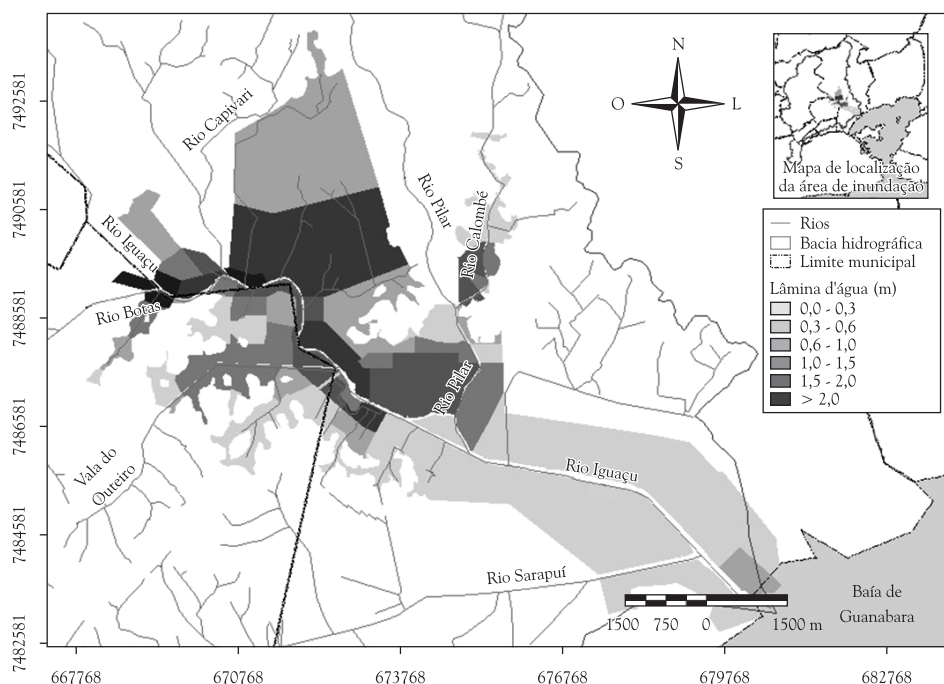 7492581
7490581
7488581
7486581
7484581
7482581
667768
670768
673768
676768
679768
682768
Rio Capivari
Rio Iguaçu
Rio Botas
Rio Pilar
Rio Calombé
Rio Pilar
Vala do
Outeiro
Rio Iguaçu
Rio Sarapuí
Baía de
Guanabara
N
O
L
S
1500 750 0 1500 m
Mapa de localização
da área de inundação
Rios
Bacia hidrográfica
Limite municipal
Lâmina d'água (m)
0,0 - 0,3
0,3 - 0,6
0,6 - 1,0
1,0 - 1,5
1,5 - 2,0
> 2,0